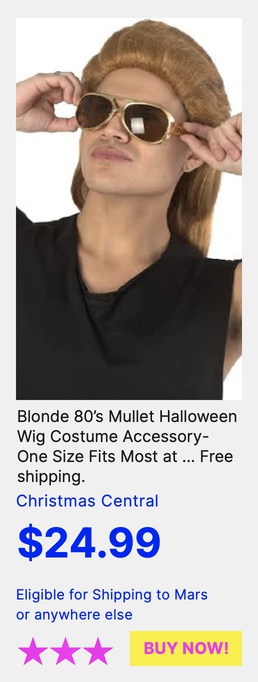 Blonde 80’s Mullet Halloween
Wig Costume Accessory-
One Size Fits Most at ... Free
shipping.
Christmas Central
$24.99
Eligible for Shipping to Mars
or anywhere else
BUY NOW!